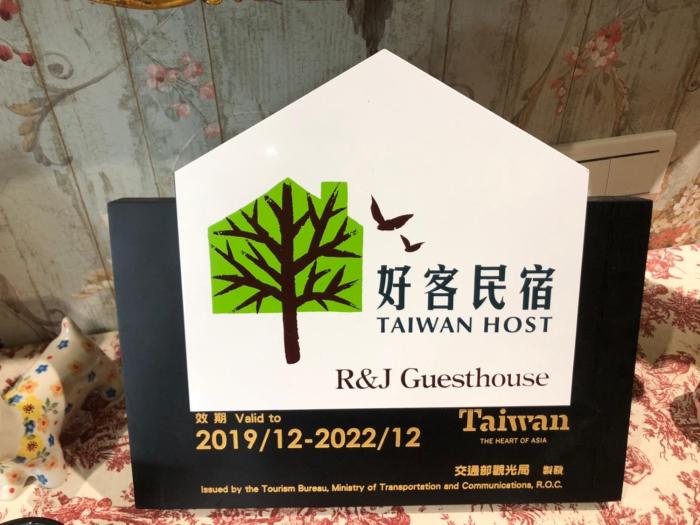 好客民宿
TAIWAN HOST
R&J Guesthouse
效期 Valid to
2019/12-2022/12
Taiwan
THE HEART OF ASIA
交通部觀光局 製發
Issued by the Tourism Bureau, Ministry of Transportation and Communications, R.O.C.